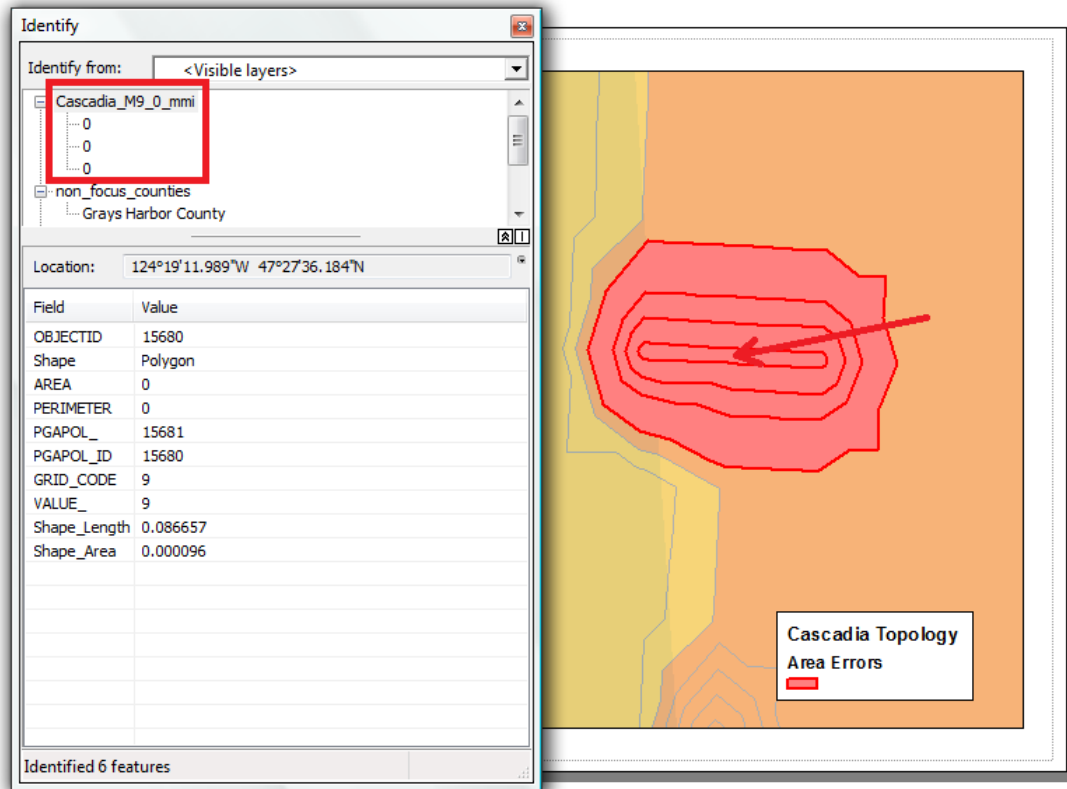 Identify
Identify from: <Visible layers>
Cascadia_M9_0_mmi
0
0
0
non_focus_counties
Grays Harbor County
Location: 124°19'11.989"W 47°27'36.184"N
Field Value
OBJECTID 15680
Shape Polygon
AREA 0
PERIMETER 0
PGAPOL_ 15681
PGAPOL_ID 15680
GRID_CODE 9
VALUE_ 9
Shape_Length 0.086657
Shape_Area 0.000096
Identified 6 features
Cascadia Topology
Area Errors